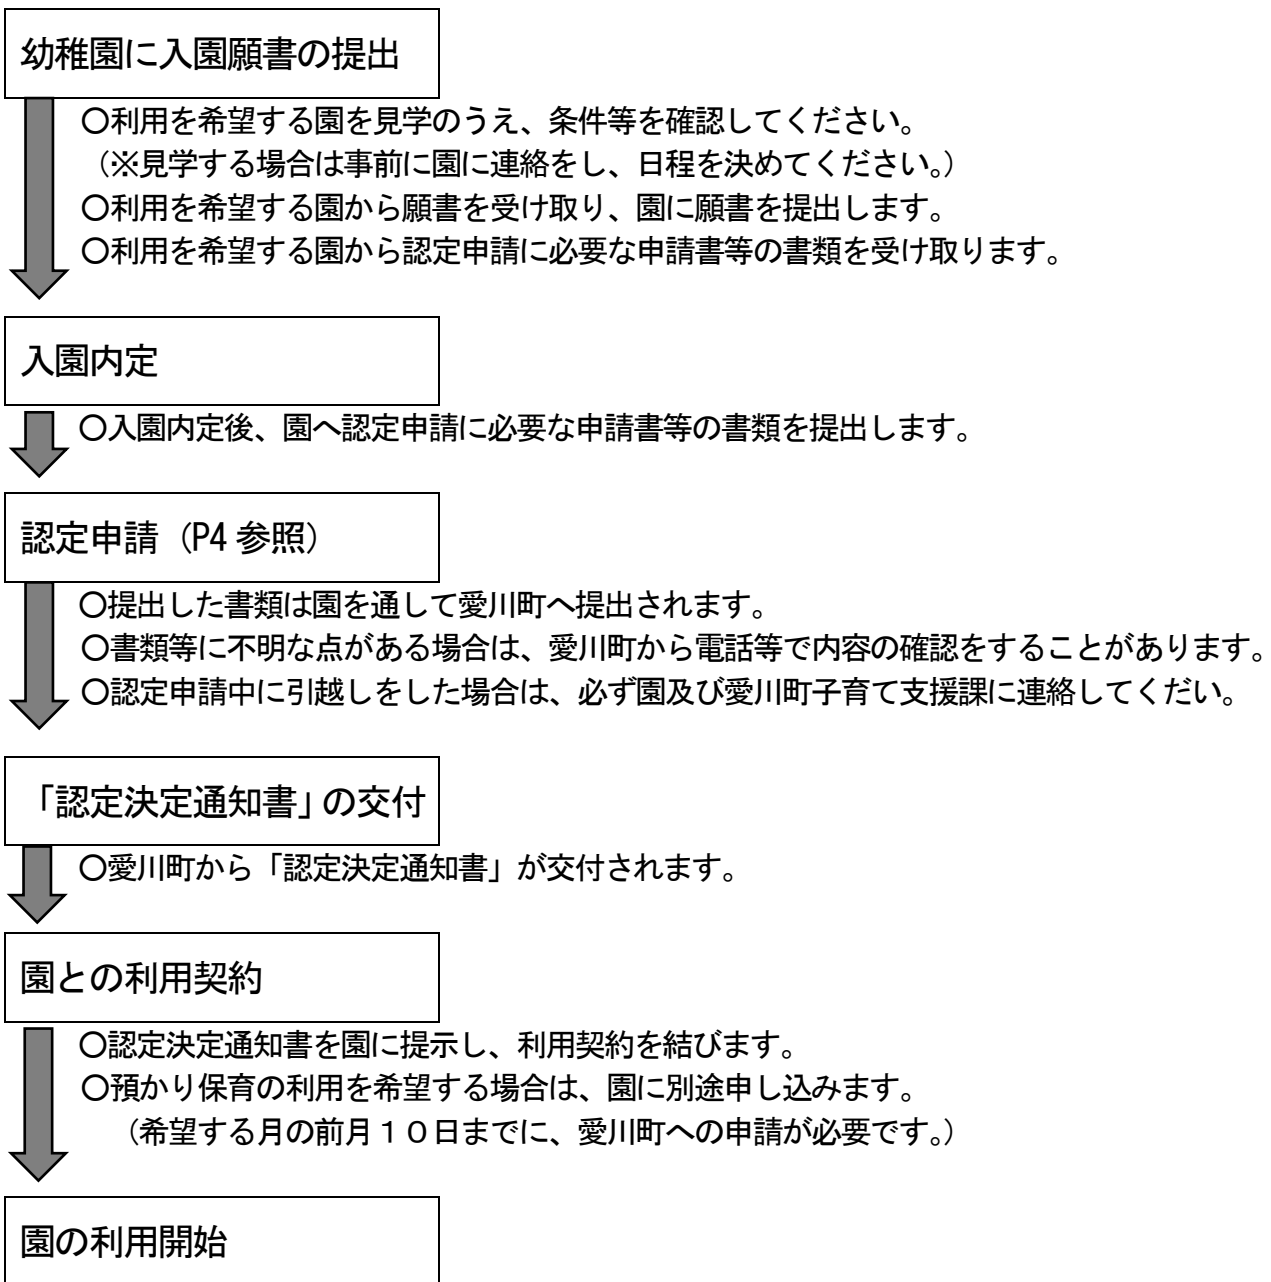 幼稚園に入園願書の提出
〇利用を希望する園を見学のうえ、条件等を確認してください。
（※見学する場合は事前に園に連絡をし、日程を決めてください。）
〇利用を希望する園から願書を受け取り、園に願書を提出します。
〇利用を希望する園から認定申請に必要な申請書等の書類を受け取ります。
入園内定
〇入園内定後、園へ認定申請に必要な申請書等の書類を提出します。
認定申請（P4 参照）
〇提出した書類は園を通して愛川町へ提出されます。
〇書類等に不明な点がある場合は、愛川町から電話等で内容の確認をすることがあります。
〇認定申請中に引越しをした場合は、必ず園及び愛川町子育て支援課に連絡してくだい。
「認定決定通知書」の交付
〇愛川町から「認定決定通知書」が交付されます。
園との利用契約
〇認定決定通知書を園に提示し、利用契約を結びます。
〇預かり保育の利用を希望する場合は、園に別途申し込みます。
（希望する月の前月１０日までに、愛川町への申請が必要です。）
園の利用開始